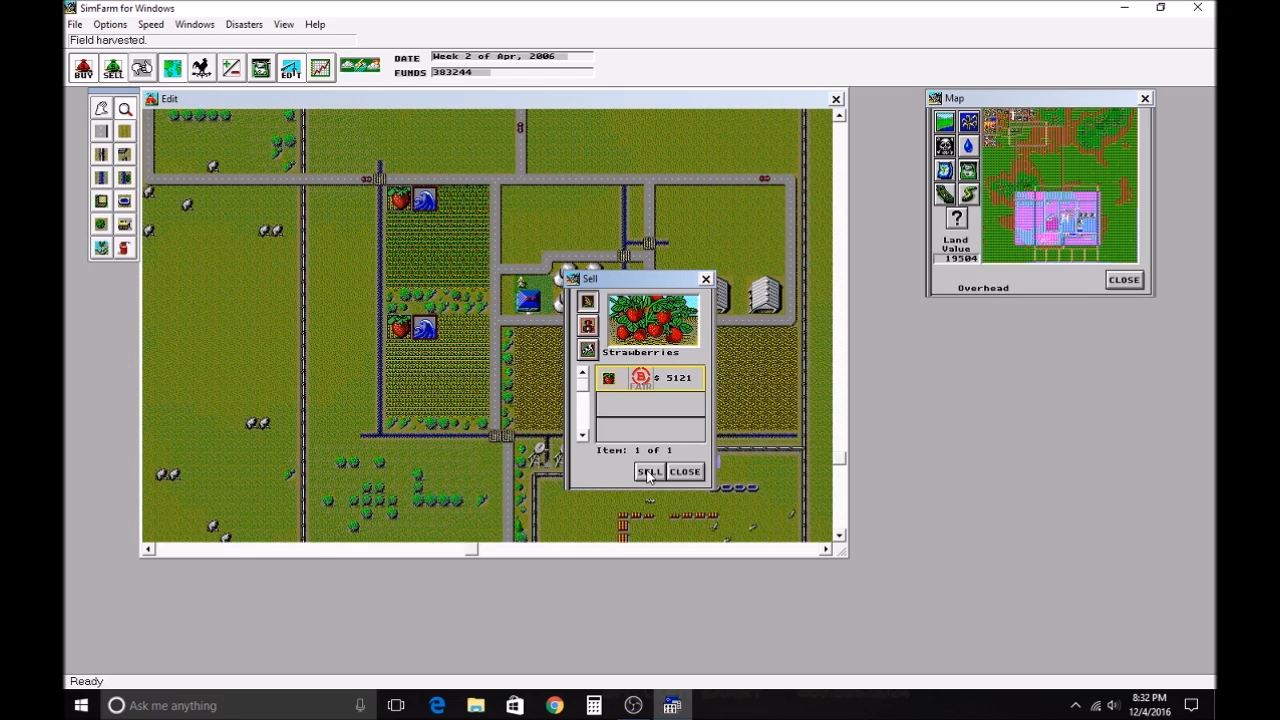 SimFarm for Windows
File Options Speed Windows Disasters View Help
Field harvested.
BUY SELL EDIT
DATE Week 2 of Apr, 2006
FUNDS 383244
Edit
Map
?
Land
Value
19504
Overhead
CLOSE
Sell
Strawberries
B FAIR $ 5121
Item: 1 of 1
SELL CLOSE
Ready
Ask me anything
8:32 PM
12/4/2016